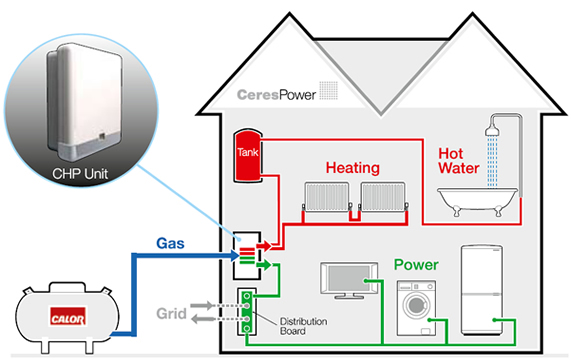 CeresPower
CHP Unit
Tank
Heating
Hot
Water
Gas
Power
CALOR
Grid
Distribution
Board